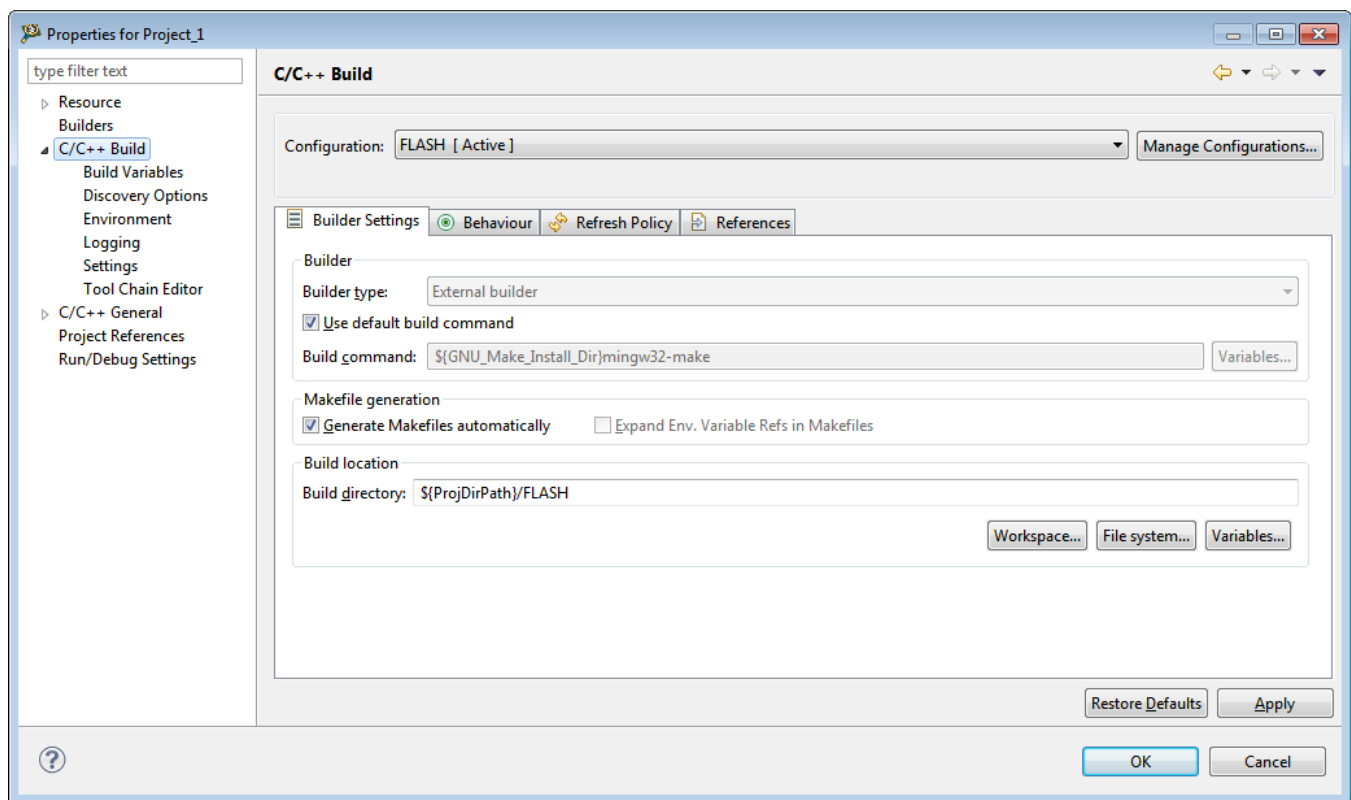 Properties for Project_1
type filter text
Resource
Builders
C/C++ Build
Build Variables
Discovery Options
Environment
Logging
Settings
Tool Chain Editor
C/C++ General
Project References
Run/Debug Settings
C/C++ Build
Configuration: FLASH [ Active ] Manage Configurations...
Builder Settings Behaviour Refresh Policy References
Builder
Builder type: External builder
Use default build command
Build command: ${GNU_Make_Install_Dir}mingw32-make Variables...
Makefile generation
Generate Makefiles automatically Expand Env. Variable Refs in Makefiles
Build location
Build directory: ${ProjDirPath}/FLASH
Workspace... File system... Variables...
Restore Defaults Apply
? OK Cancel